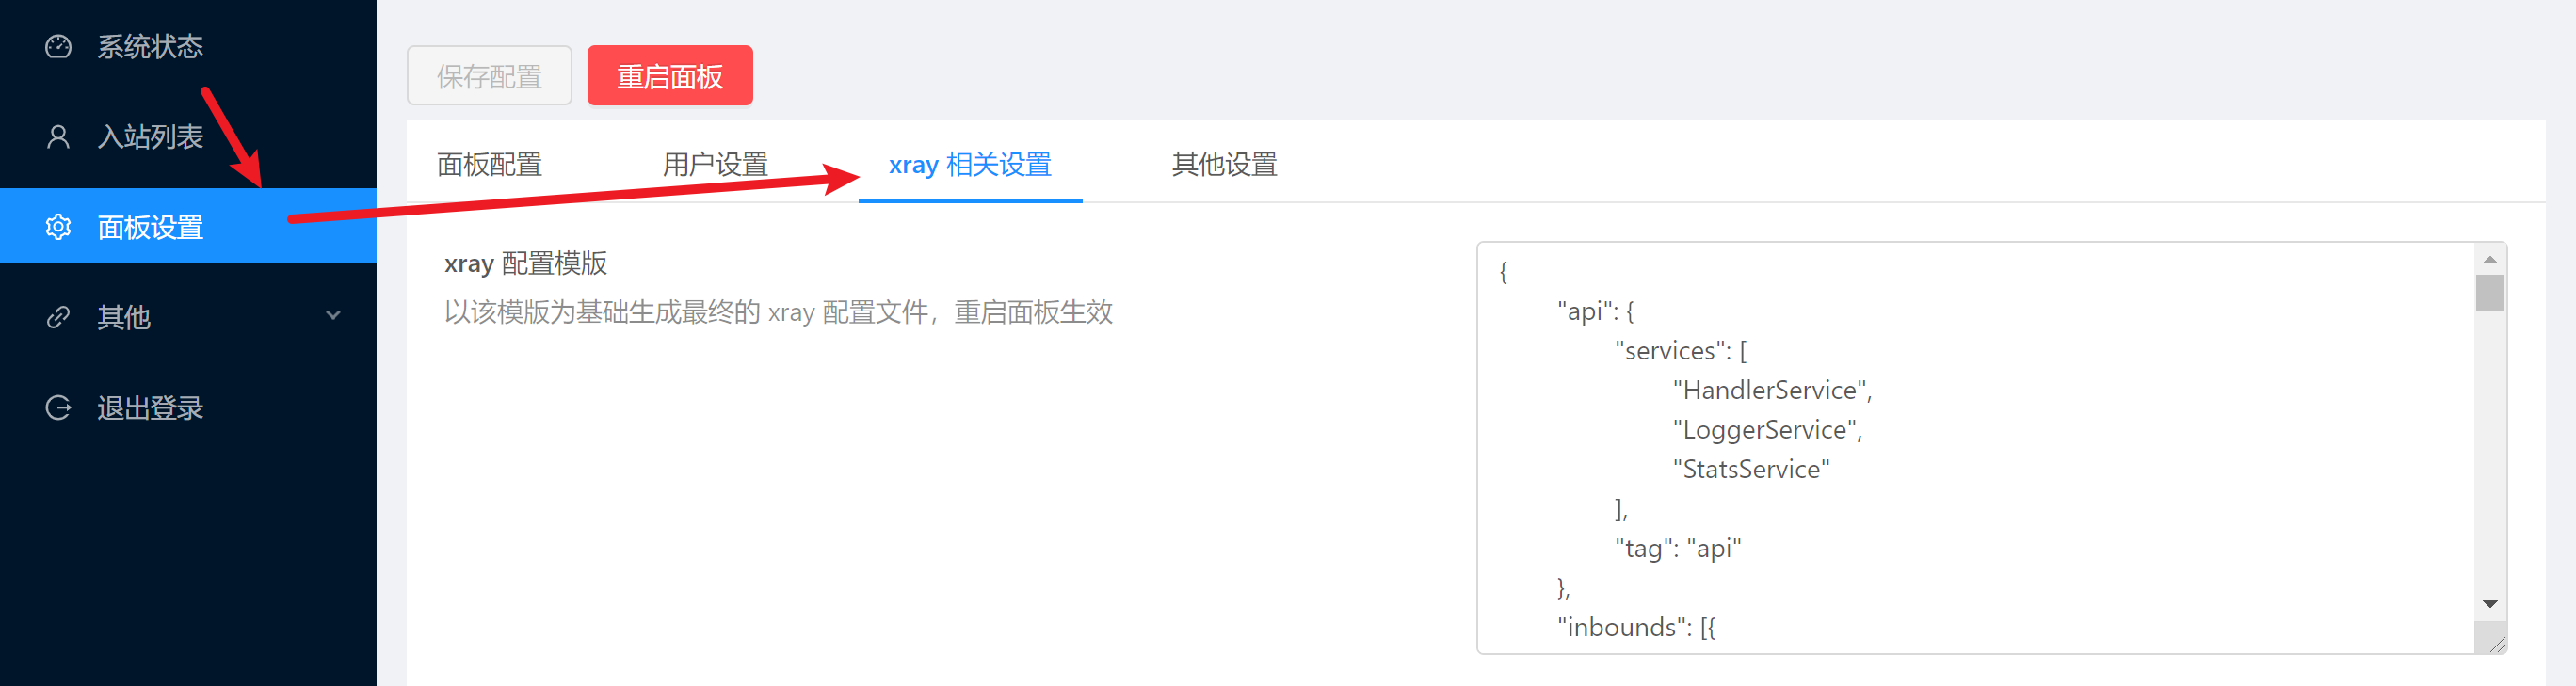 系统状态
入站列表
面板设置
其他
退出登录
保存配置
重启面板
面板配置
用户设置
xray 相关设置
其他设置
xray 配置模版
以该模版为基础生成最终的 xray 配置文件，重启面板生效
{
"api": {
"services": [
"HandlerService",
"LoggerService",
"StatsService"
],
"tag": "api"
},
"inbounds": [{